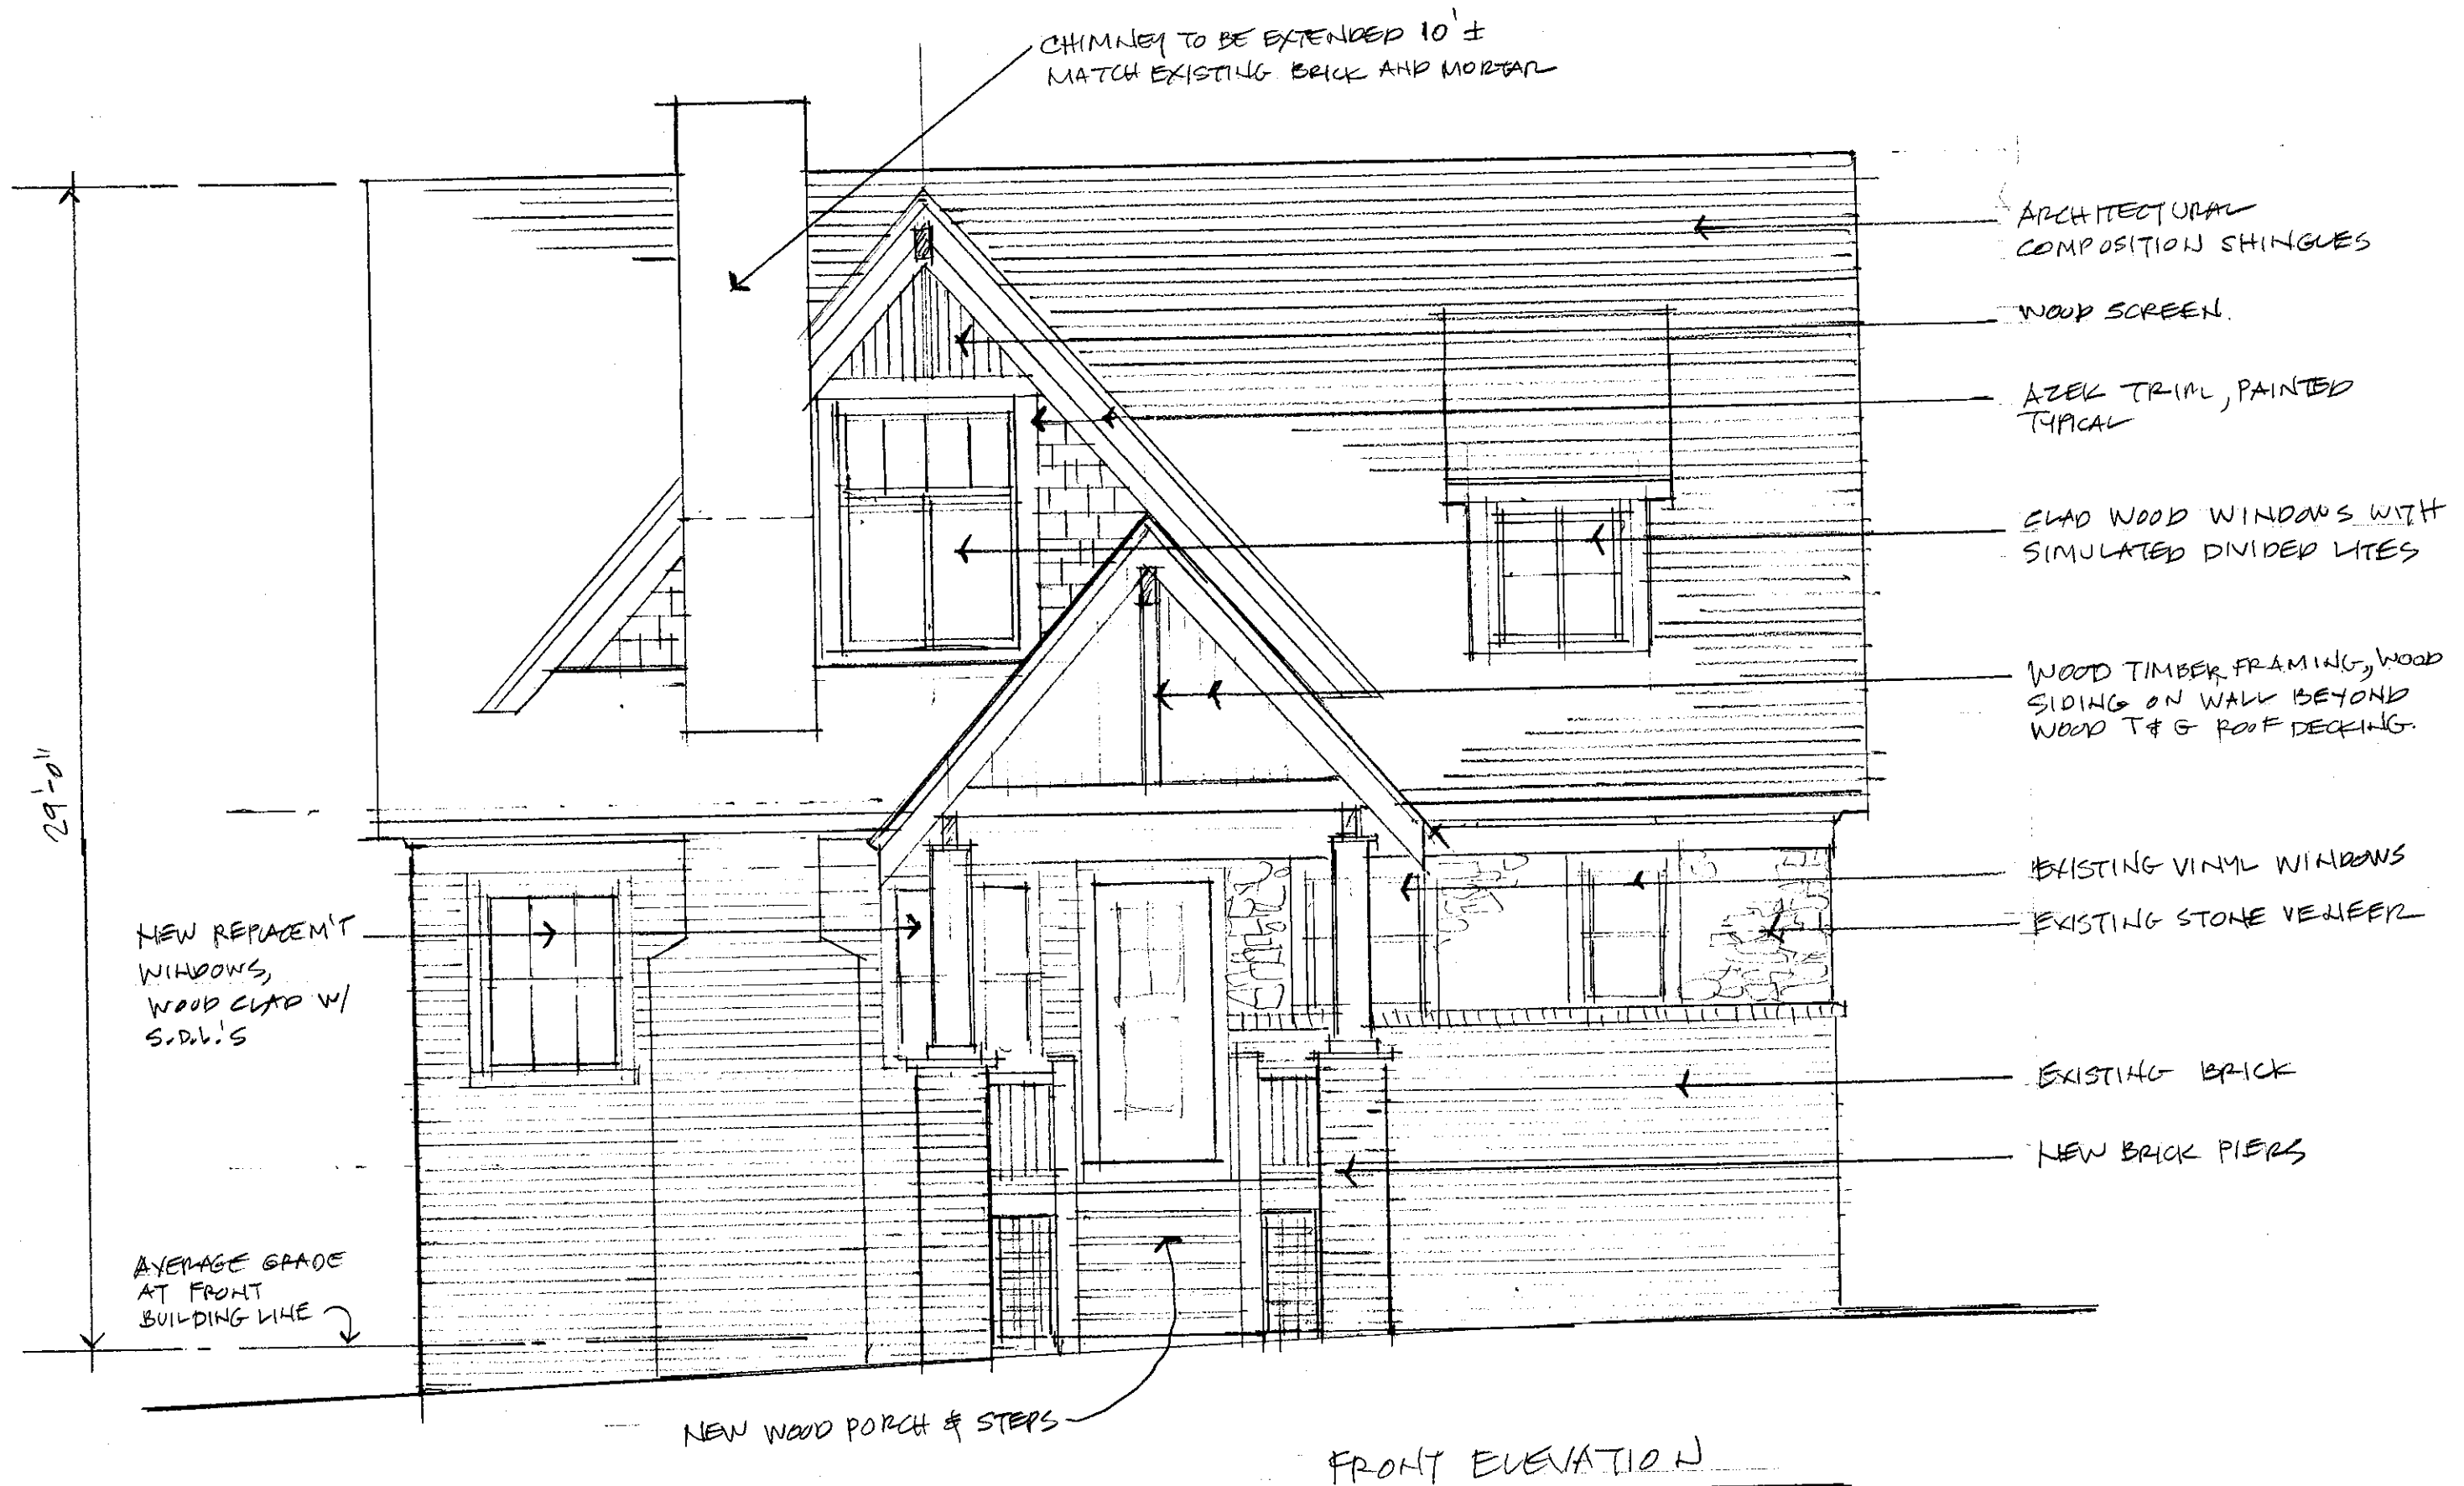 CHIMNEY TO BE EXTENDED 10'±
MATCH EXISTING BRICK AND MORTAR
ARCHITECTURAL
COMPOSITION SHINGLES
WOOD SCREEN.
AZEK TRIM, PAINTED
TYPICAL
CLAD WOOD WINDOWS WITH
SIMULATED DIVIDED LITES
WOOD TIMBER FRAMING, WOOD
SIDING ON WALL BEYOND
WOOD T & G ROOF DECKING.
29'-0"
EXISTING VINYL WINDOWS
EXISTING STONE VENEER
NEW REPLACEM'T
WINDOWS,
WOOD CLAD W/
S.D.L.'S
EXISTING BRICK
NEW BRICK PIERS
AVERAGE GRADE
AT FRONT
BUILDING LINE
NEW WOOD PORCH & STEPS
FRONT ELEVATION